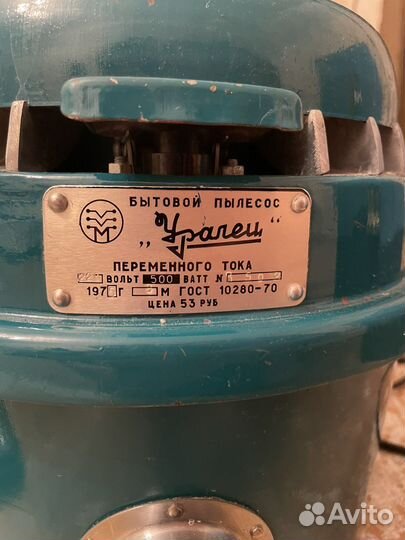 БЫТОВОЙ ПЫЛЕСОС
„Уралец"
ПЕРЕМЕННОГО ТОКА
ВОЛЬТ 500 ВАТТ №
197 г М ГОСТ 10280-70
ЦЕНА 53 РУБ
Avito